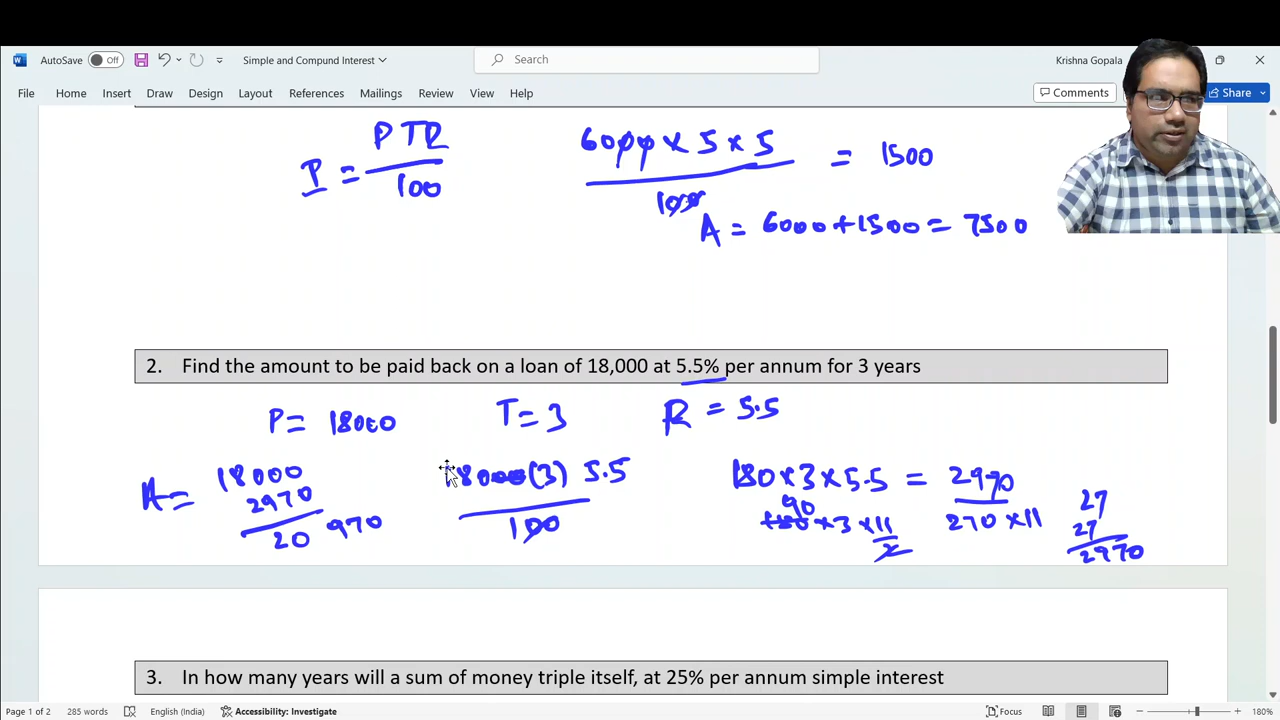 AutoSave Off Simple and Compund Interest Search Krishna Gopala
File Home Insert Draw Design Layout References Mailings Review View Help Comments Share
P = PTR / 100
6000 × 5 × 5 / 100 = 1500
A = 6000 + 1500 = 7500
2. Find the amount to be paid back on a loan of 18,000 at 5.5% per annum for 3 years
P = 18000 T = 3 R = 5.5
A = 18000
2970
20970
18000 (3) 5.5 / 100
180 × 3 × 5.5 = 2970
90
180 × 3 × 11 / 2
270 × 11
27
27
2970
3. In how many years will a sum of money triple itself, at 25% per annum simple interest
Page 1 of 2 285 words English (India) Accessibility: Investigate Focus 180%